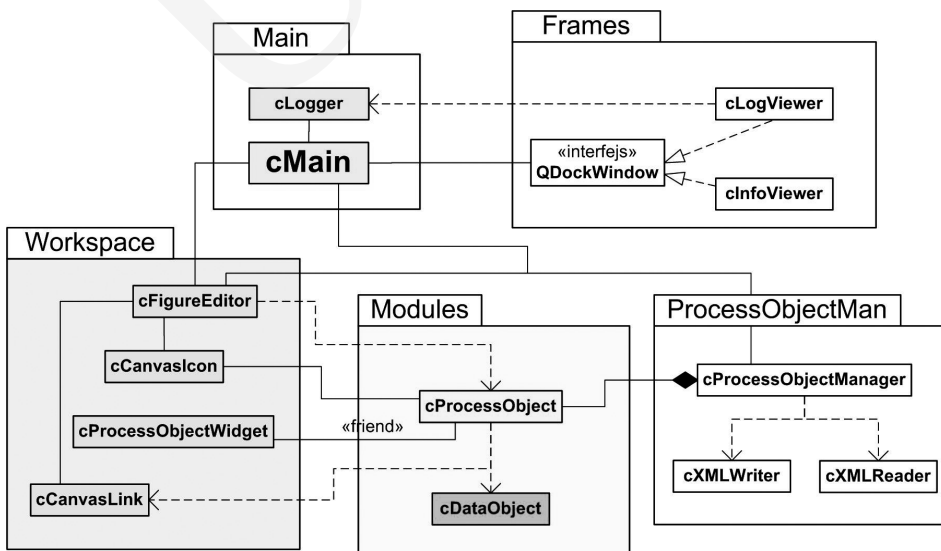 Main
Frames
cLogger
cLogViewer
cMain
«interfejs»
QDockWindow
cInfoViewer
Workspace
cFigureEditor
Modules
ProcessObjectMan
cCanvasIcon
cProcessObjectManager
cProcessObject
«friend»
cProcessObjectWidget
cXMLWriter
cXMLReader
cCanvasLink
cDataObject